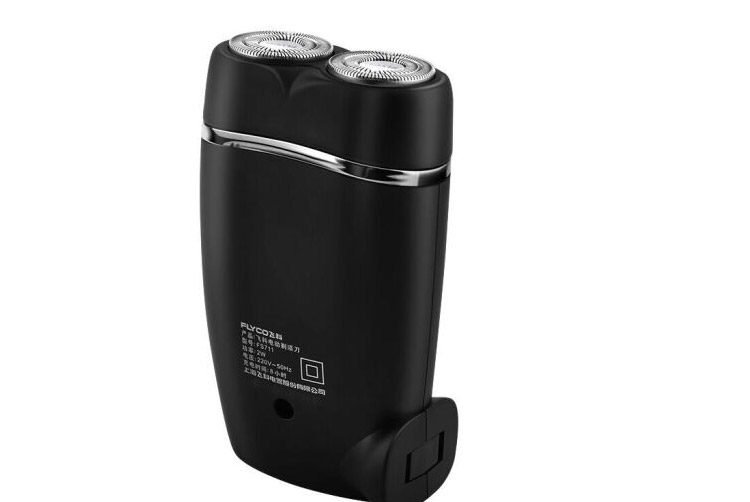 FLYCO飞科
产品:飞科电动剃须刀
型号:FS711
功率:2W
电压:220V~50Hz
充电时间:8小时
上海飞科电器股份有限公司